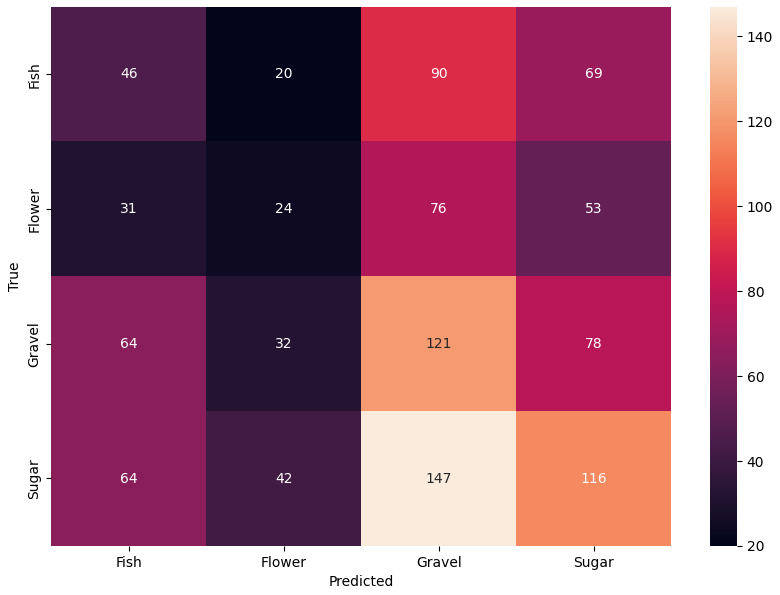 Fish 46 20 90 69
Flower 31 24 76 53
Gravel 64 32 121 78
Sugar 64 42 147 116
Fish Flower Gravel Sugar
Predicted
True
140
120
100
80
60
40
20